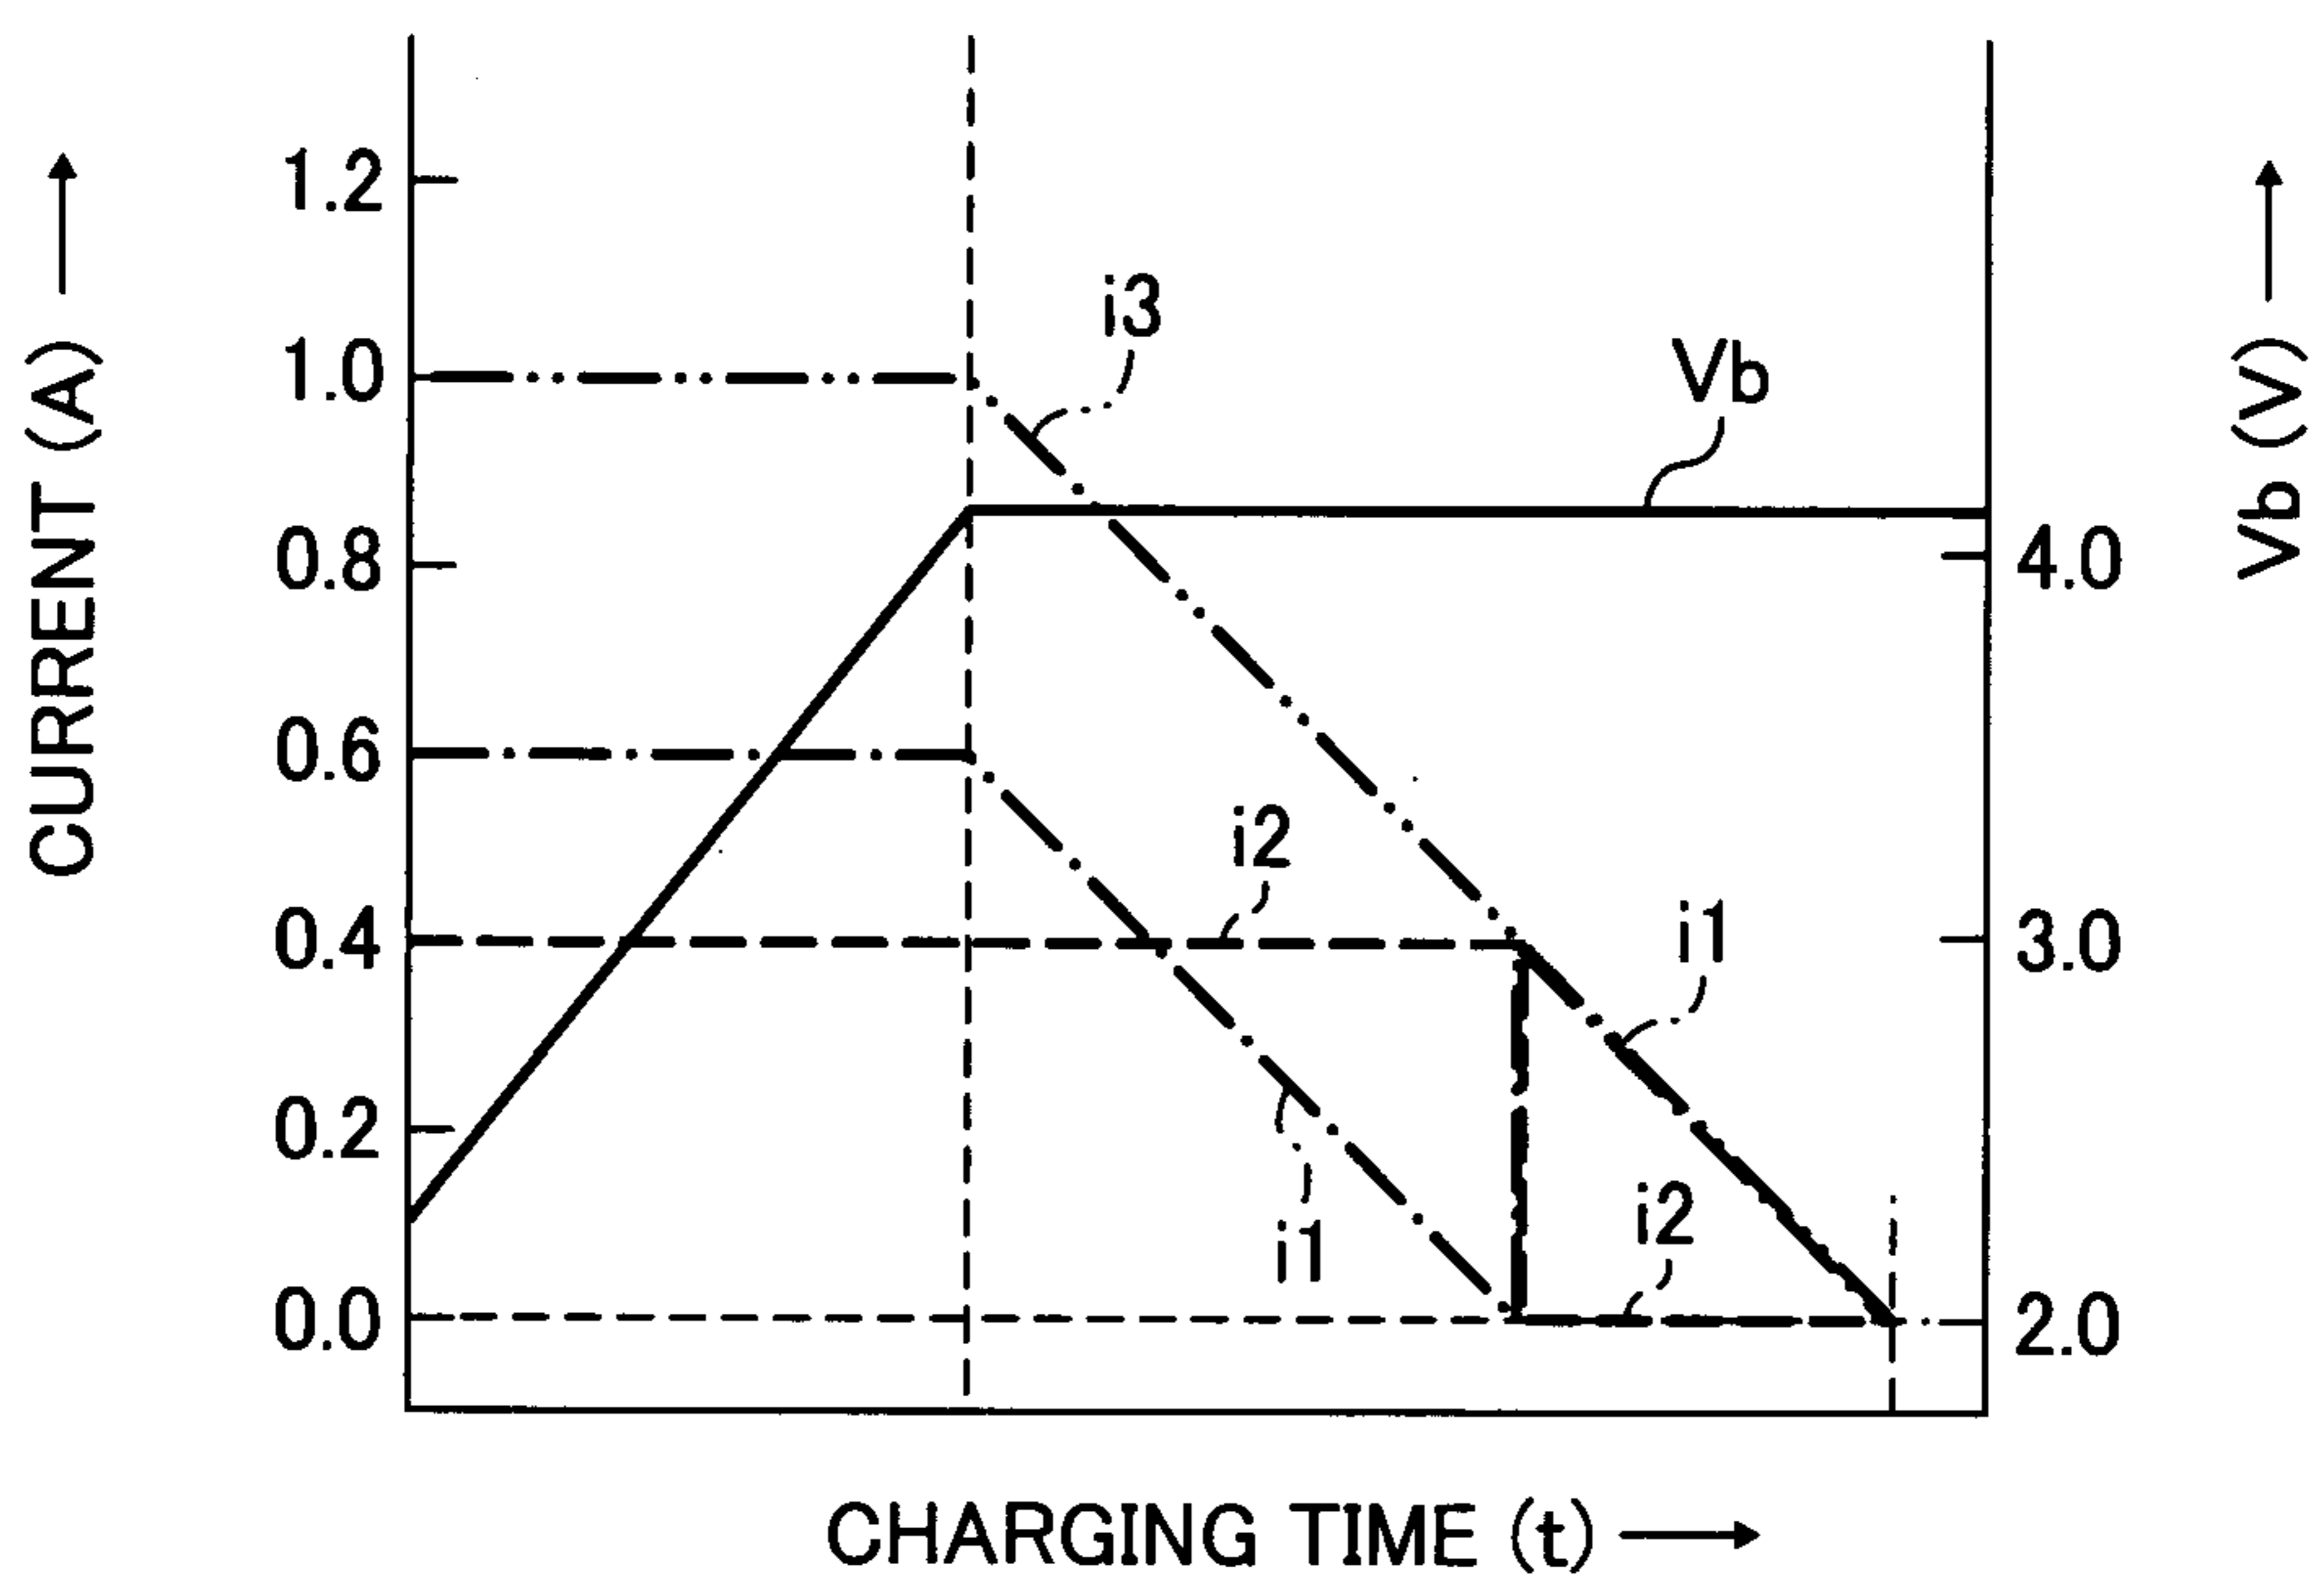 CURRENT (A)
1.2
1.0
0.8
0.6
0.4
0.2
0.0
i3
Vb
i2
i1
i1
i2
Vb (V)
4.0
3.0
2.0
CHARGING TIME (t)